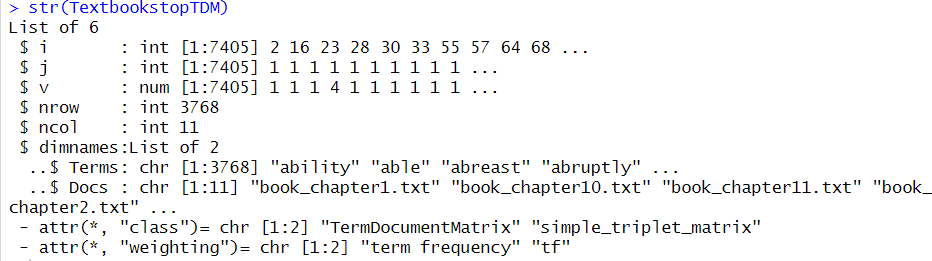 > str(TextbookstopTDM)
List of 6
 $ i       : int [1:7405] 2 16 23 28 30 33 55 57 64 68 ...
 $ j       : int [1:7405] 1 1 1 1 1 1 1 1 1 1 ...
 $ v       : num [1:7405] 1 1 1 4 1 1 1 1 1 1 ...
 $ nrow    : int 3768
 $ ncol    : int 11
 $ dimnames:List of 2
  ..$ Terms: chr [1:3768] "ability" "able" "abreast" "abruptly" ...
  ..$ Docs : chr [1:11] "book_chapter1.txt" "book_chapter10.txt" "book_chapter11.txt" "book_
chapter2.txt" ...
 - attr(*, "class")= chr [1:2] "TermDocumentMatrix" "simple_triplet_matrix"
 - attr(*, "weighting")= chr [1:2] "term frequency" "tf"